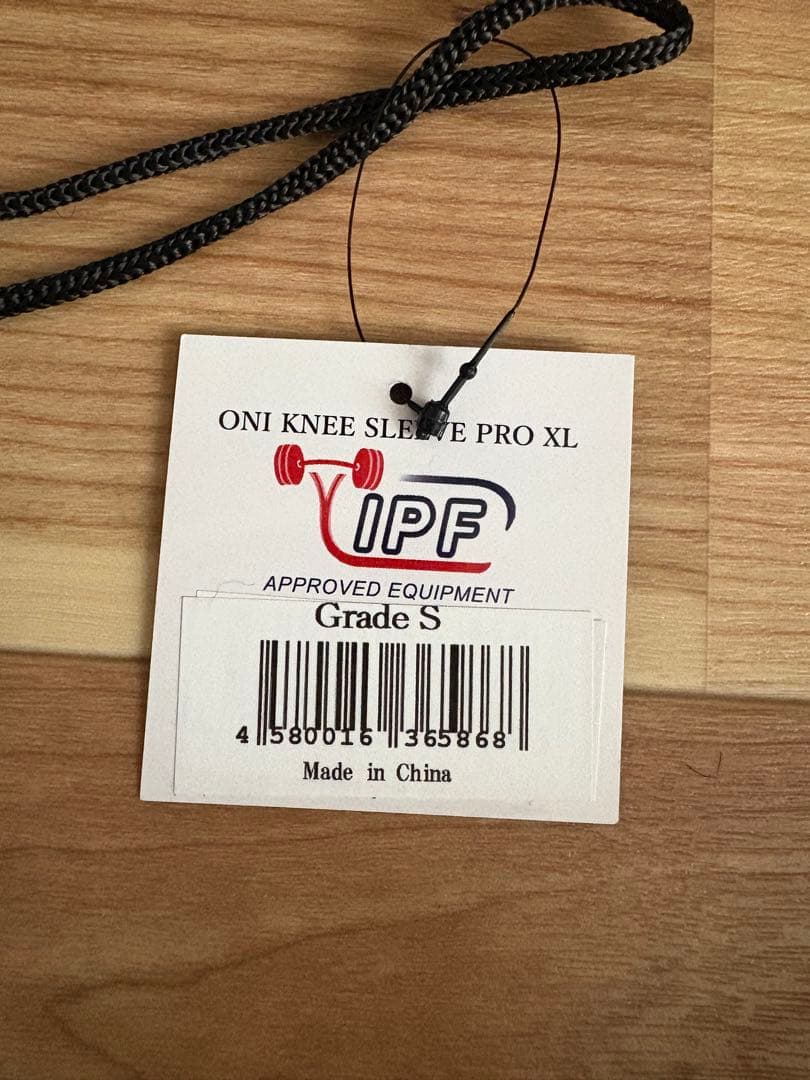 ONI KNEE SLEEVE PRO XL
IPF
APPROVED EQUIPMENT
Grade S
4 580016 365868
Made in China